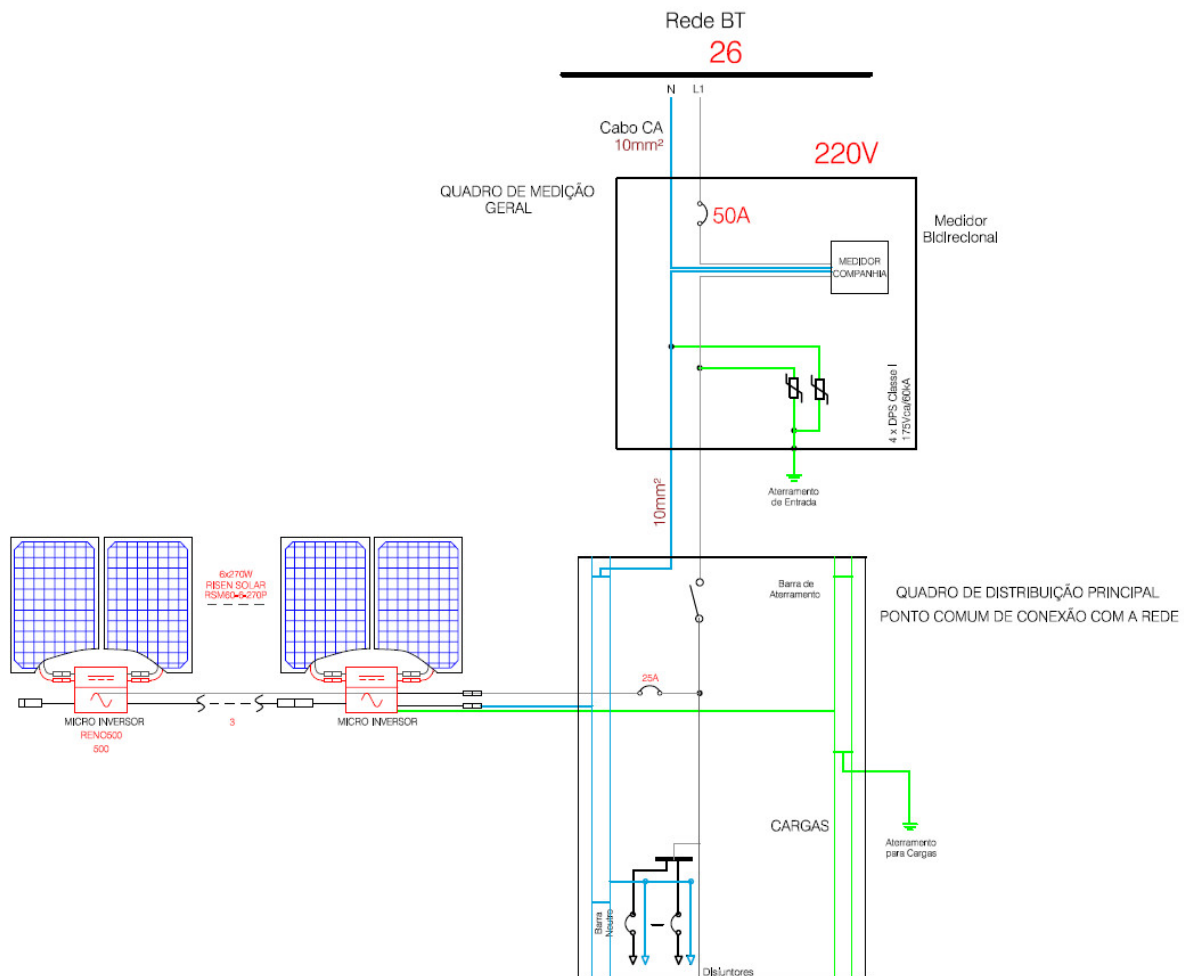 Rede BT
26
N L1
Cabo CA
10mm²
220V
QUADRO DE MEDIÇÃO
GERAL
50A
Medidor
Bidirecional
MEDIDOR
COMPANHIA
4 x DPS Classe I
175Vca/60kA
10mm²
Aterramento
de Entrada
6x270W
RISEN SOLAR
RSM60-6-270P
Barra de
Aterramento
QUADRO DE DISTRIBUIÇÃO PRINCIPAL
PONTO COMUM DE CONEXÃO COM A REDE
25A
MICRO INVERSOR
3
MICRO INVERSOR
500
CARGAS
Aterramento
para Cargas
Barra
Neutro
Disjuntores